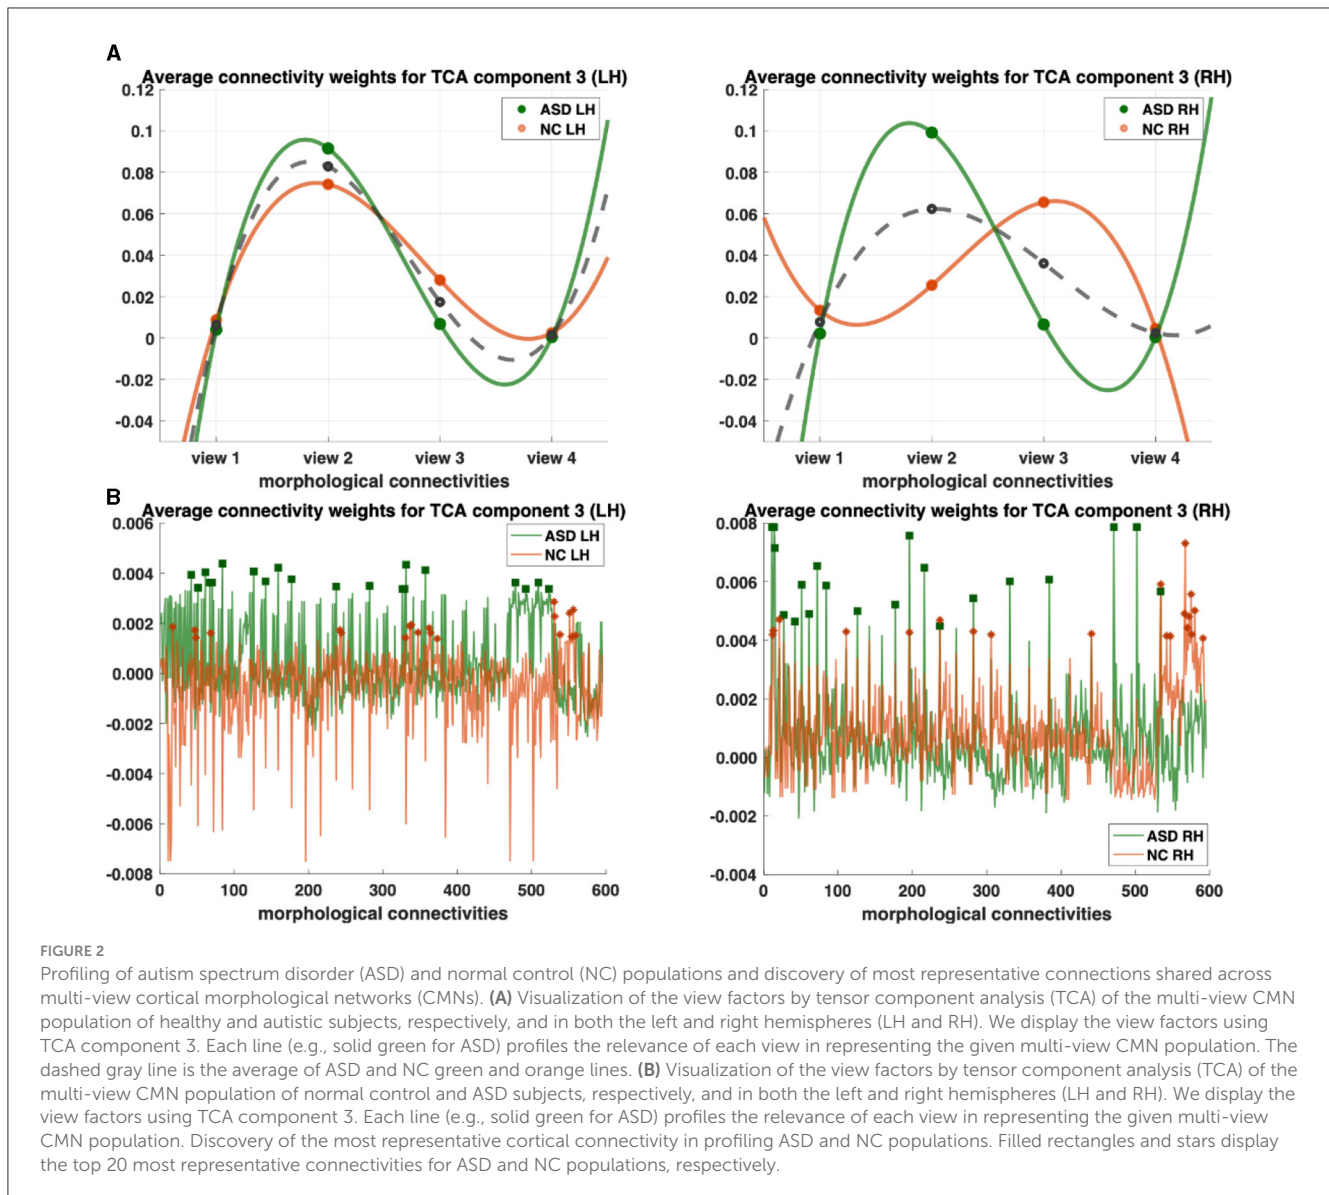 A
Average connectivity weights for TCA component 3 (LH)
0.12
0.1
0.08
0.06
0.04
0.02
0
-0.02
-0.04
ASD LH
NC LH
view 1 view 2 view 3 view 4
morphological connectivities
Average connectivity weights for TCA component 3 (RH)
0.12
0.1
0.08
0.06
0.04
0.02
0
-0.02
-0.04
ASD RH
NC RH
view 1 view 2 view 3 view 4
morphological connectivities
B
Average connectivity weights for TCA component 3 (LH)
0.006
0.004
0.002
0.000
-0.002
-0.004
-0.006
-0.008
ASD LH
NC LH
0 100 200 300 400 500 600
morphological connectivities
Average connectivity weights for TCA component 3 (RH)
0.008
0.006
0.004
0.002
0.000
-0.002
-0.004
ASD RH
NC RH
0 100 200 300 400 500 600
morphological connectivities
FIGURE 2
Profiling of autism spectrum disorder (ASD) and normal control (NC) populations and discovery of most representative connections shared across
multi-view cortical morphological networks (CMNs). (A) Visualization of the view factors by tensor component analysis (TCA) of the multi-view CMN
population of healthy and autistic subjects, respectively, and in both the left and right hemispheres (LH and RH). We display the view factors using
TCA component 3. Each line (e.g., solid green for ASD) profiles the relevance of each view in representing the given multi-view CMN population. The
dashed gray line is the average of ASD and NC green and orange lines. (B) Visualization of the view factors by tensor component analysis (TCA) of the
multi-view CMN population of normal control and ASD subjects, respectively, and in both the left and right hemispheres (LH and RH). We display the
view factors using TCA component 3. Each line (e.g., solid green for ASD) profiles the relevance of each view in representing the given multi-view
CMN population. Discovery of the most representative cortical connectivity in profiling ASD and NC populations. Filled rectangles and stars display
the top 20 most representative connectivities for ASD and NC populations, respectively.